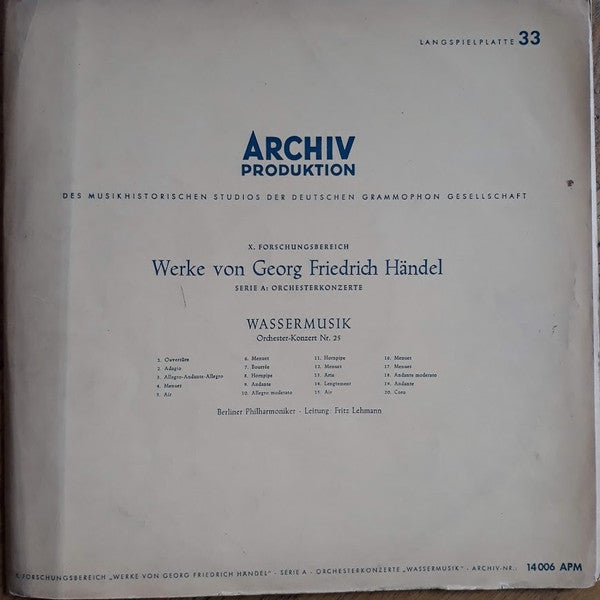 LANGSPIELPLATTE 33
ARCHIV
PRODUKTION
DES MUSIKHISTORISCHEN STUDIOS DER DEUTSCHEN GRAMMOPHON GESELLSCHAFT
X. FORSCHUNGSBEREICH
Werke von Georg Friedrich Händel
SERIE A: ORCHESTERKONZERTE
WASSERMUSIK
Orchester-Konzert Nr. 25
1. Ouvertüre
2. Adagio
3. Allegro-Andante-Allegro
4. Menuet
5. Air
6. Menuet
7. Bourrée
8. Hornpipe
9. Andante
10. Allegro moderato
11. Hornpipe
12. Menuet
13. Aria
14. Lentement
15. Air
16. Menuet
17. Menuet
18. Andante moderato
19. Andante
20. Coro
Berliner Philharmoniker - Leitung: Fritz Lehmann
X. FORSCHUNGSBEREICH „WERKE VON GEORG FRIEDRICH HÄNDEL" - SERIE A - ORCHESTERKONZERTE „WASSERMUSIK" - ARCHIV-NR.: 14006 APM